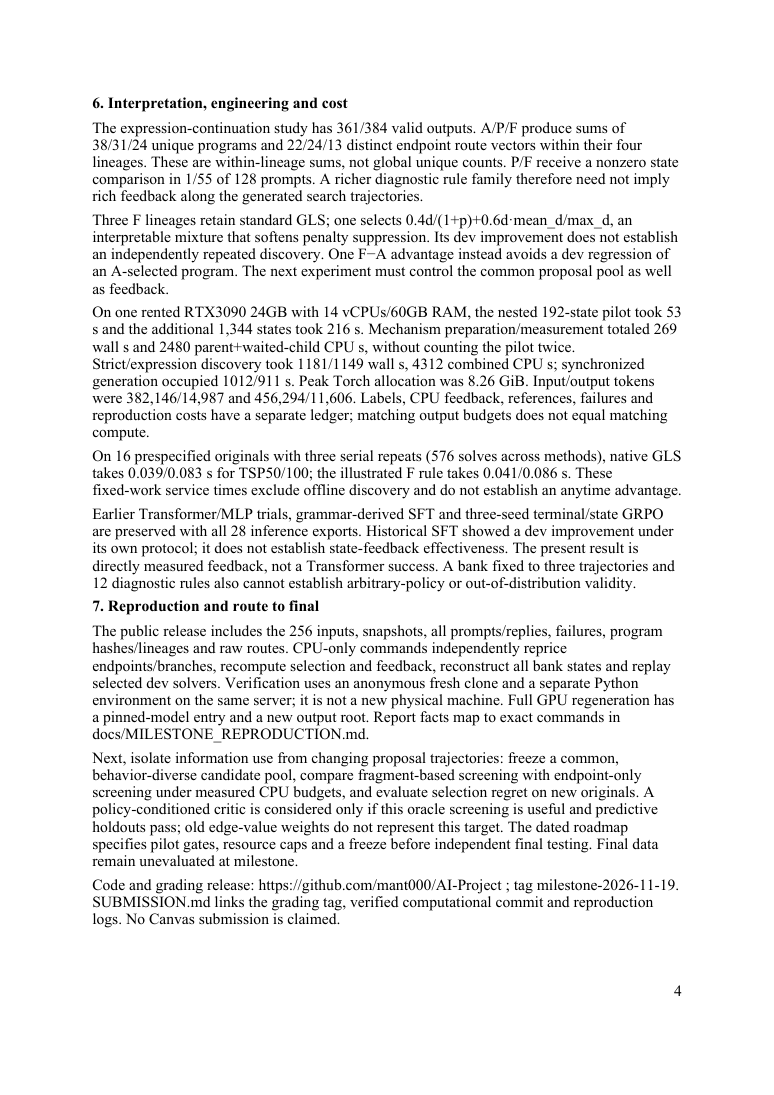 6. Interpretation, engineering and cost
The expression-continuation study has 361/384 valid outputs. A/P/F produce sums of
38/31/24 unique programs and 22/24/13 distinct endpoint route vectors within their four
lineages. These are within-lineage sums, not global unique counts. P/F receive a nonzero state
comparison in 1/55 of 128 prompts. A richer diagnostic rule family therefore need not imply
rich feedback along the generated search trajectories.
Three F lineages retain standard GLS; one selects 0.4d/(1+p)+0.6d·mean_d/max_d, an
interpretable mixture that softens penalty suppression. Its dev improvement does not establish
an independently repeated discovery. One F−A advantage instead avoids a dev regression of
an A-selected program. The next experiment must control the common proposal pool as well
as feedback.
On one rented RTX3090 24GB with 14 vCPUs/60GB RAM, the nested 192-state pilot took 53
s and the additional 1,344 states took 216 s. Mechanism preparation/measurement totaled 269
wall s and 2480 parent+waited-child CPU s, without counting the pilot twice.
Strict/expression discovery took 1181/1149 wall s, 4312 combined CPU s; synchronized
generation occupied 1012/911 s. Peak Torch allocation was 8.26 GiB. Input/output tokens
were 382,146/14,987 and 456,294/11,606. Labels, CPU feedback, references, failures and
reproduction costs have a separate ledger; matching output budgets does not equal matching
compute.
On 16 prespecified originals with three serial repeats (576 solves across methods), native GLS
takes 0.039/0.083 s for TSP50/100; the illustrated F rule takes 0.041/0.086 s. These
fixed-work service times exclude offline discovery and do not establish an anytime advantage.
Earlier Transformer/MLP trials, grammar-derived SFT and three-seed terminal/state GRPO
are preserved with all 28 inference exports. Historical SFT showed a dev improvement under
its own protocol; it does not establish state-feedback effectiveness. The present result is
directly measured feedback, not a Transformer success. A bank fixed to three trajectories and
12 diagnostic rules also cannot establish arbitrary-policy or out-of-distribution validity.
7. Reproduction and route to final
The public release includes the 256 inputs, snapshots, all prompts/replies, failures, program
hashes/lineages and raw routes. CPU-only commands independently reprice
endpoints/branches, recompute selection and feedback, reconstruct all bank states and replay
selected dev solvers. Verification uses an anonymous fresh clone and a separate Python
environment on the same server; it is not a new physical machine. Full GPU regeneration has
a pinned-model entry and a new output root. Report facts map to exact commands in
docs/MILESTONE_REPRODUCTION.md.
Next, isolate information use from changing proposal trajectories: freeze a common,
behavior-diverse candidate pool, compare fragment-based screening with endpoint-only
screening under measured CPU budgets, and evaluate selection regret on new originals. A
policy-conditioned critic is considered only if this oracle screening is useful and predictive
holdouts pass; old edge-value weights do not represent this target. The dated roadmap
specifies pilot gates, resource caps and a freeze before independent final testing. Final data
remain unevaluated at milestone.
Code and grading release: https://github.com/mant000/AI-Project ; tag milestone-2026-11-19.
SUBMISSION.md links the grading tag, verified computational commit and reproduction
logs. No Canvas submission is claimed.
4